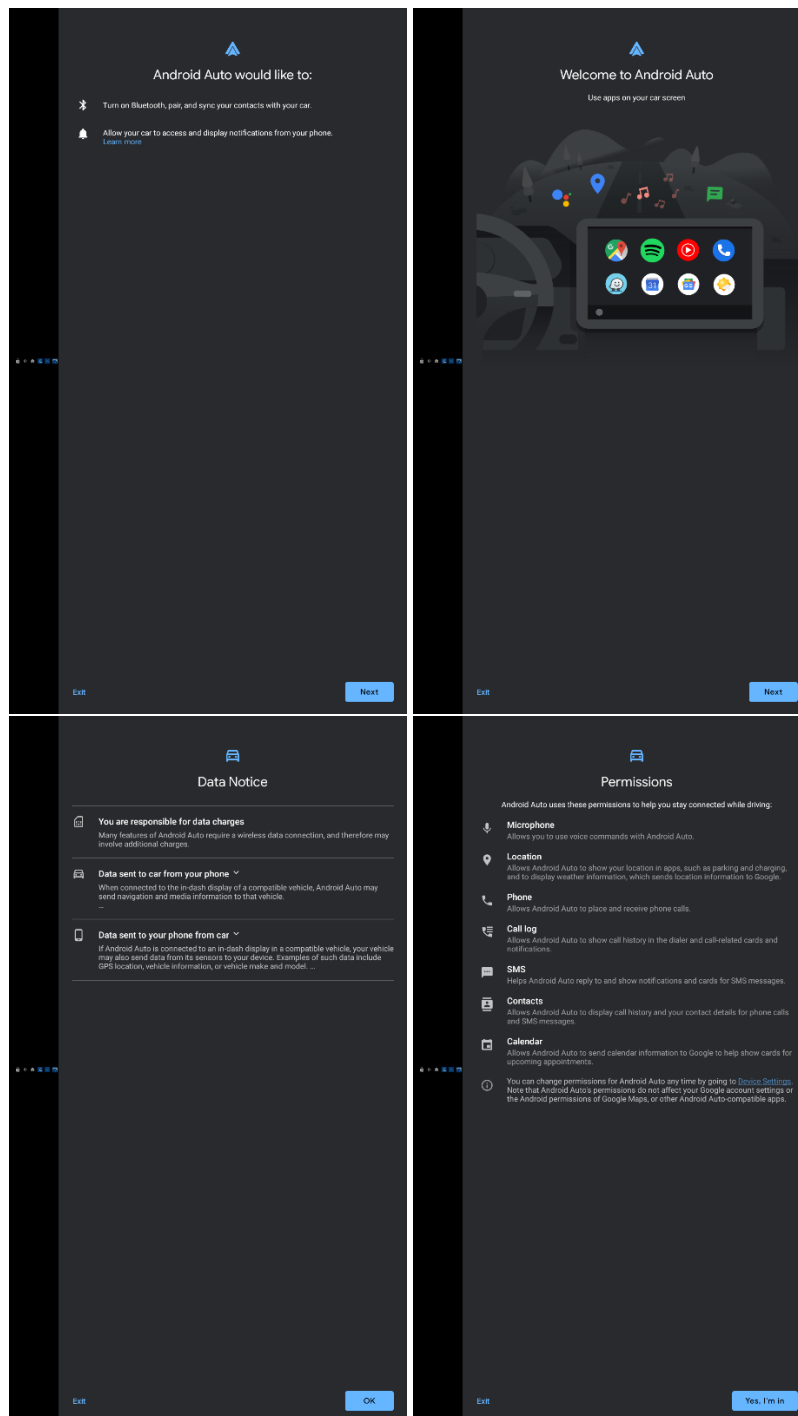 Android Auto would like to:
Turn on Bluetooth, pair, and sync your contacts with your car.
Allow your car to access and display notifications from your phone.
Learn more
Exit
Next
Welcome to Android Auto
Use apps on your car screen
31
Exit
Next
Data Notice
You are responsible for data charges
Many features of Android Auto require a wireless data connection, and therefore may
involve additional charges.
Data sent to car from your phone
When connected to the in-dash display of a compatible vehicle, Android Auto may
send navigation and media information to that vehicle.
...
Data sent to your phone from car
If Android Auto is connected to an in-dash display in a compatible vehicle, your vehicle
may also send data from its sensors to your device. Examples of such data include
GPS location, vehicle information, or vehicle make and model. ...
Exit
OK
Permissions
Android Auto uses these permissions to help you stay connected while driving:
Microphone
Allows you to use voice commands with Android Auto.
Location
Allows Android Auto to show your location in apps, such as parking and charging,
and to display weather information, which sends location information to Google.
Phone
Allows Android Auto to place and receive phone calls.
Call log
Allows Android Auto to show call history in the dialer and call-related cards and
notifications.
SMS
Helps Android Auto reply to and show notifications and cards for SMS messages.
Contacts
Allows Android Auto to display call history and your contact details for phone calls
and SMS messages.
Calendar
Allows Android Auto to send calendar information to Google to help show cards for
upcoming appointments.
You can change permissions for Android Auto any time by going to Device Settings.
Note that Android Auto's permissions do not affect your Google account settings or
the Android permissions of Google Maps, or other Android Auto-compatible apps.
Exit
Yes, I'm in